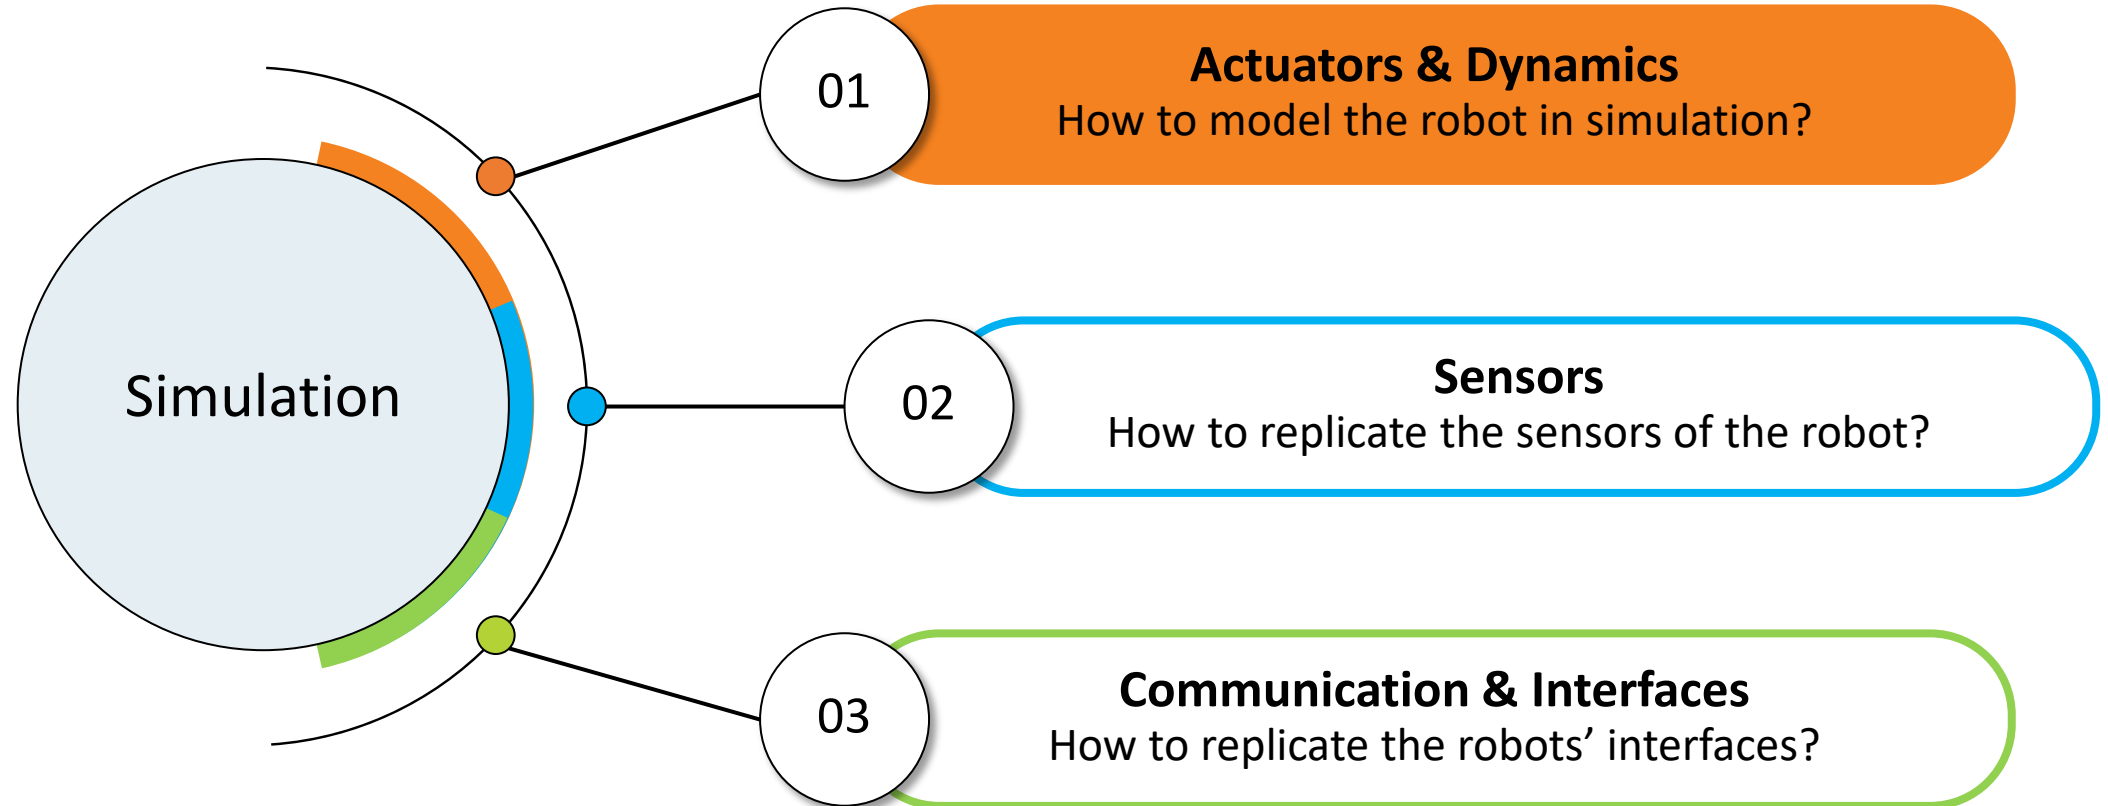 01
Actuators & Dynamics
How to model the robot in simulation?
Simulation
02
Sensors
How to replicate the sensors of the robot?
03
Communication & Interfaces
How to replicate the robots’ interfaces?